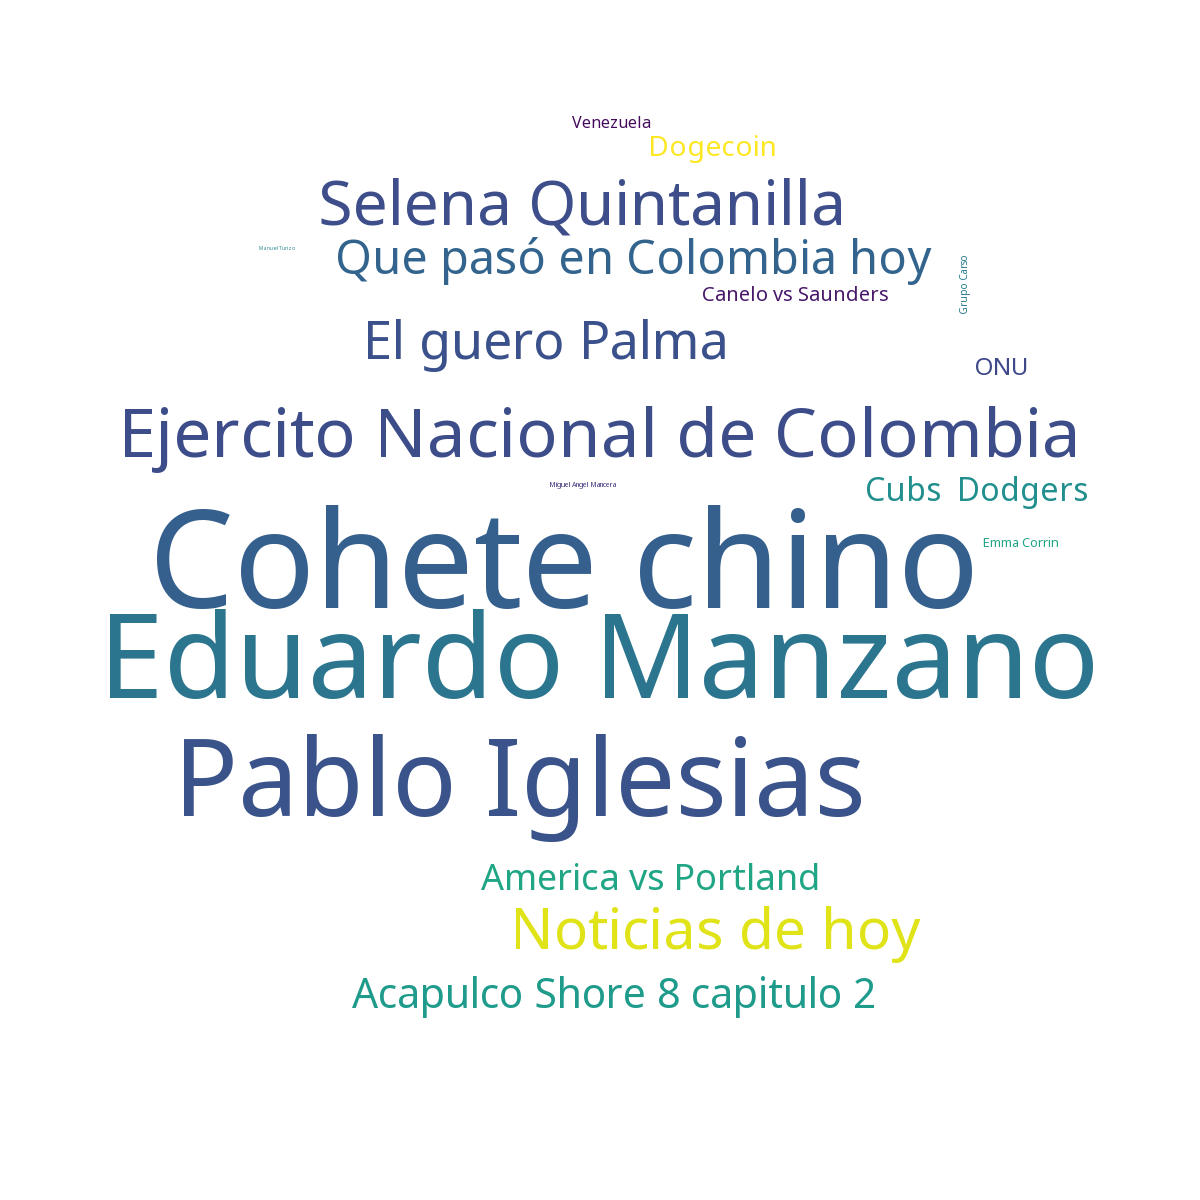 Venezuela
Dogecoin
Selena Quintanilla
Manuel Turizo
Que pasó en Colombia hoy
Grupo Carso
Canelo vs Saunders
El guero Palma
ONU
Ejercito Nacional de Colombia
Miguel Angel Mancera
Cubs  Dodgers
Cohete chino
Emma Corrin
Eduardo Manzano
Pablo Iglesias
America vs Portland
Noticias de hoy
Acapulco Shore 8 capitulo 2